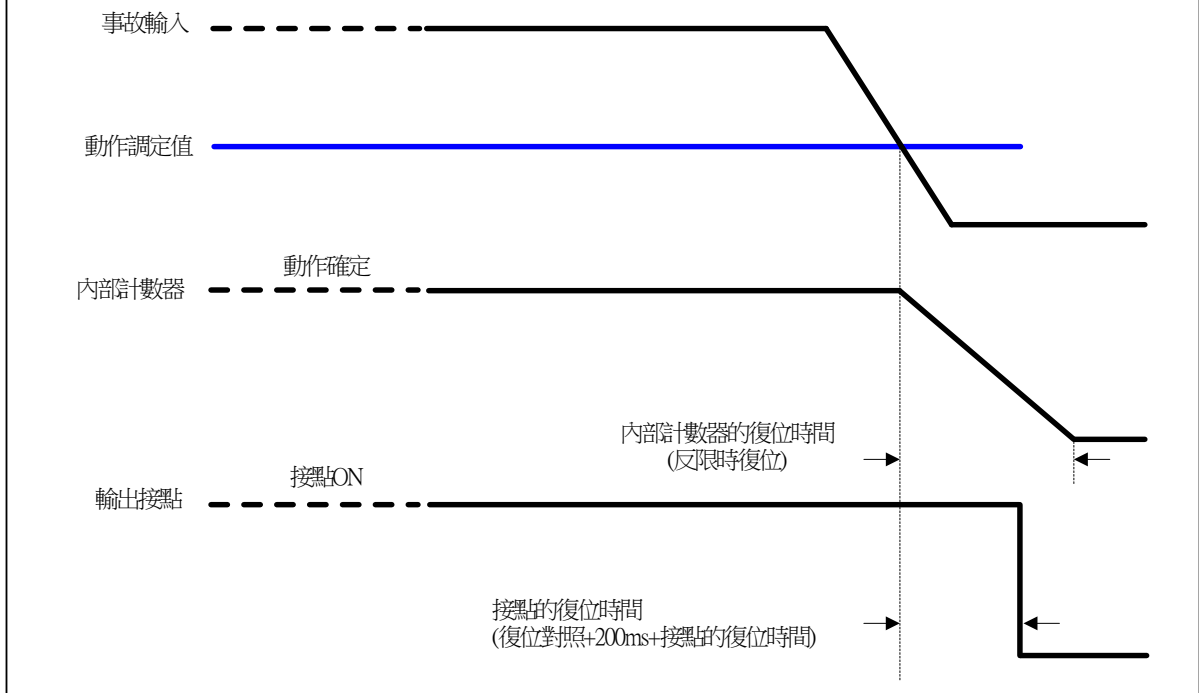 事故輸入
動作調定值
動作確定
內部計數器
內部計數器的復位時間
(反限時復位)
接點ON
輸出接點
接點的復位時間
(復位對照+200ms+接點的復位時間)